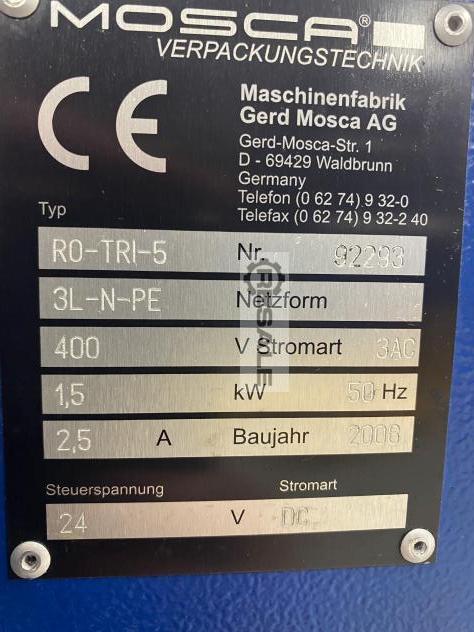 MOSCA®
VERPACKUNGSTECHNIK
CE
Maschinenfabrik
Gerd Mosca AG
Gerd-Mosca-Str. 1
D - 69429 Waldbrunn
Germany
Telefon (0 62 74) 9 32-0
Telefax (0 62 74) 9 32-2 40
Typ
RO-TRI-5 Nr. 92293
3L-N-PE Netzform
400 V Stromart 3AC
1,5 kW 50 Hz
2,5 A Baujahr 2008
Steuerspannung Stromart
24 V DC